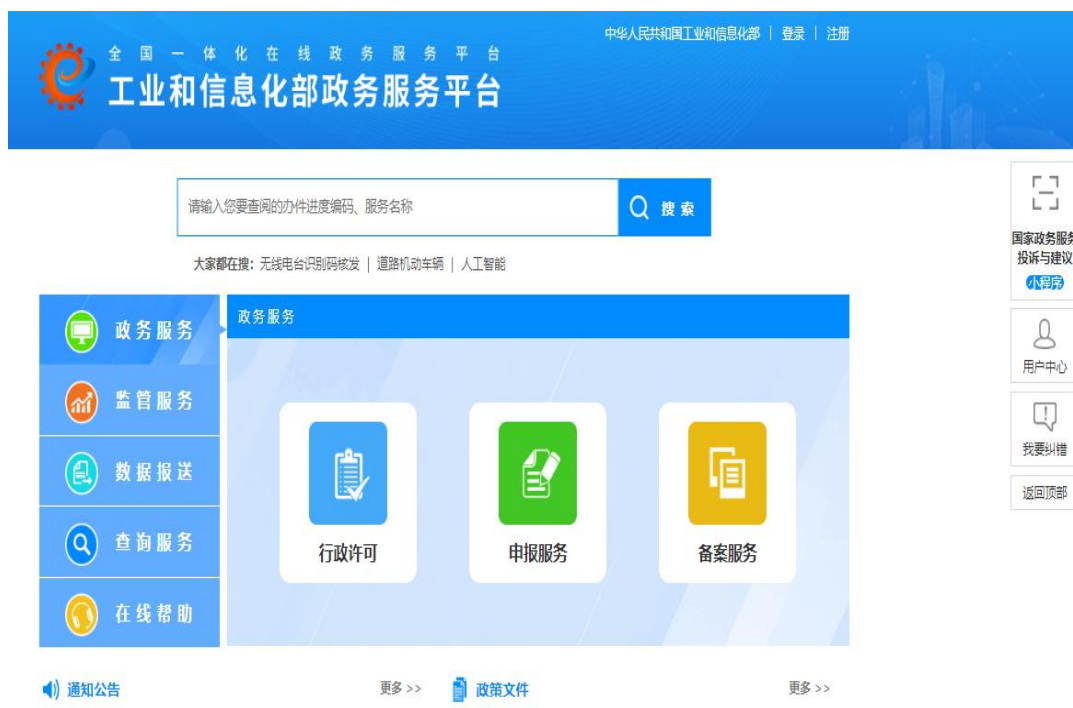 中华人民共和国工业和信息化部 | 登录 | 注册
全国一体化在线政务服务平台
工业和信息化部政务服务平台
请输入您要查阅的办件进度编码、服务名称
搜索
大家都在搜：无线电台识别码核发 | 道路机动车辆 | 人工智能
国家政务服务
投诉与建议
小程序
用户中心
我要纠错
返回顶部
政务服务
监管服务
数据报送
查询服务
在线帮助
政务服务
行政许可
申报服务
备案服务
通知公告
更多 >>
政策文件
更多 >>